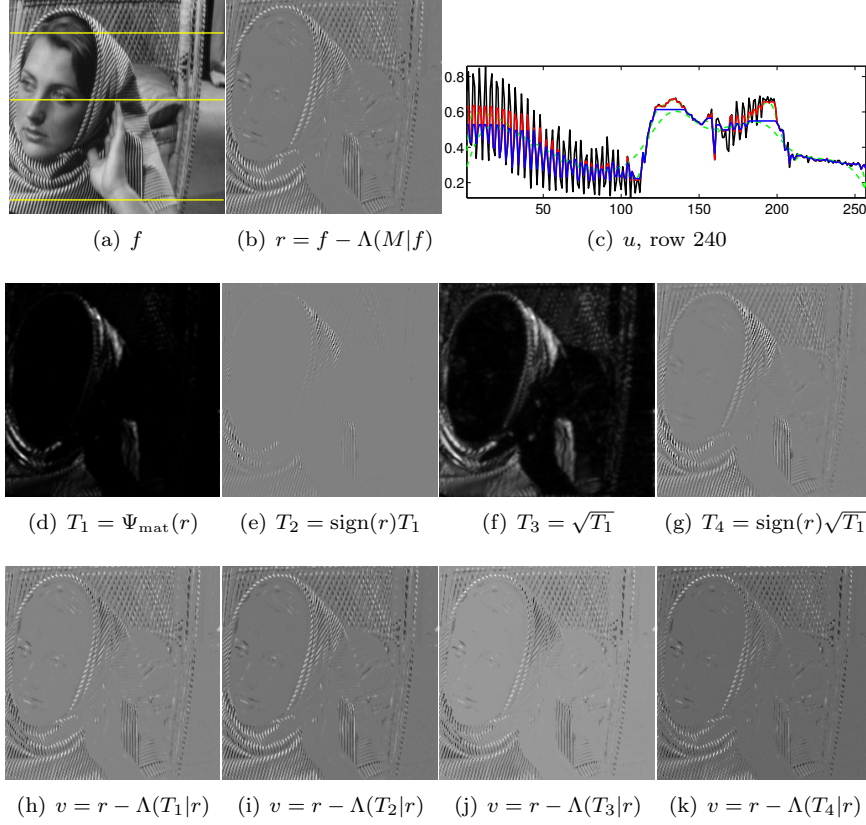 0.8
0.6
0.4
0.2
50 100 150 200 250
(a) f
(b) r = f − Λ(M|f)
(c) u, row 240
(d) T₁ = Ψ_mat(r)
(e) T₂ = sign(r)T₁
(f) T₃ = √T₁
(g) T₄ = sign(r)√T₁
(h) v = r − Λ(T₁|r)
(i) v = r − Λ(T₂|r)
(j) v = r − Λ(T₃|r)
(k) v = r − Λ(T₄|r)